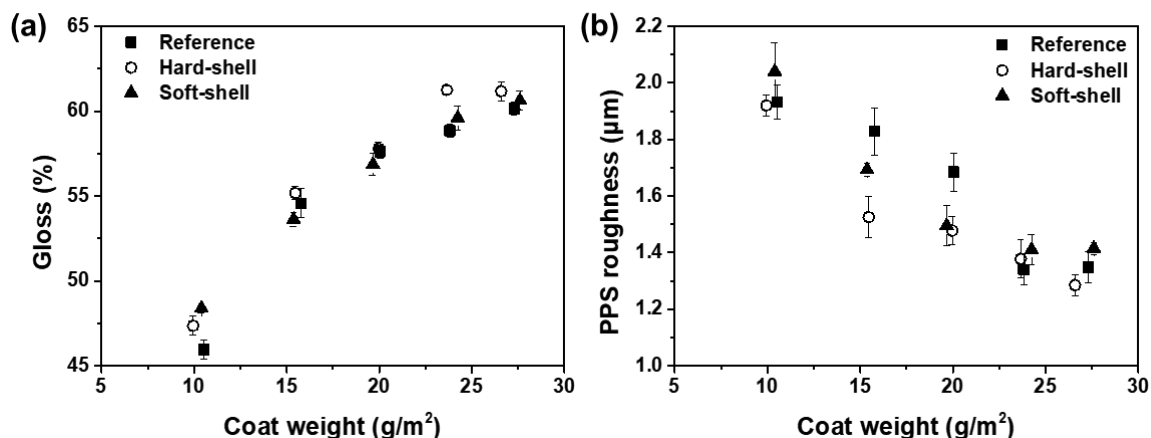 (a)
65
60
55
50
45
Gloss (%)
Reference
Hard-shell
Soft-shell
5 10 15 20 25 30
Coat weight (g/m²)
(b)
2.2
2.0
1.8
1.6
1.4
1.2
1.0
PPS roughness (μm)
Reference
Hard-shell
Soft-shell
5 10 15 20 25 30
Coat weight (g/m²)